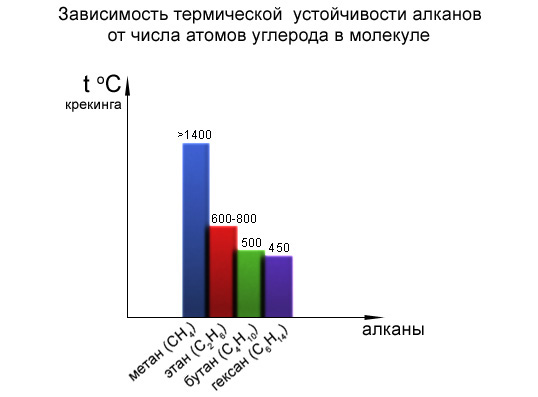 Зависимость термической устойчивости алканов
от числа атомов углерода в молекуле
t °C
крекинга
>1400
600-800
500
450
метан (CH₄)
этан (C₂H₆)
бутан (C₄H₁₀)
гексан (C₆H₁₄)
алканы